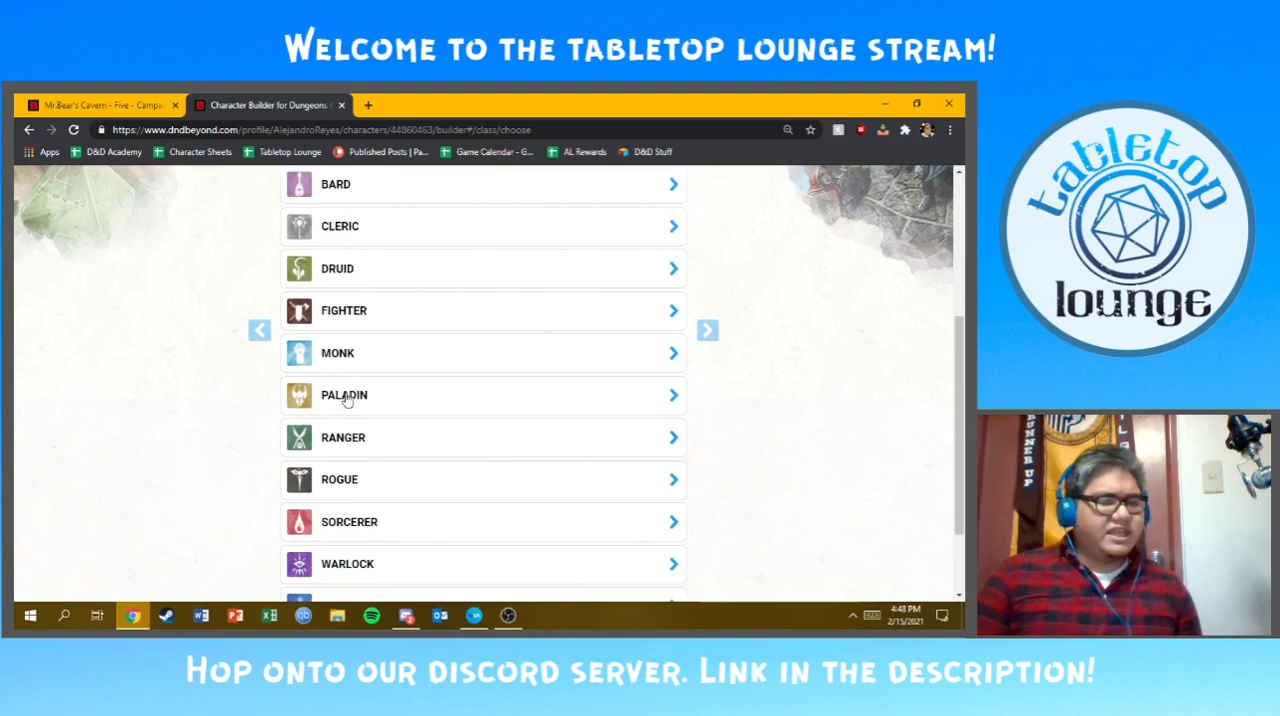 WELCOME TO THE TABLETOP LOUNGE STREAM!
Mr.Bear's Cavern - Five - Campa
Character Builder for Dungeons &
https://www.dndbeyond.com/profile/AlejandroReyes/characters/44860463/builder#/class/choose
Apps D&D Academy Character Sheets Tabletop Lounge Published Posts | Pa... Game Calendar - G... AL Rewards D&D Stuff
BARD
CLERIC
DRUID
FIGHTER
MONK
PALADIN
RANGER
ROGUE
SORCERER
WARLOCK
4:43 PM
2/15/2021
tabletop
lounge
RUNNER UP
HOP ONTO OUR DISCORD SERVER. LINK IN THE DESCRIPTION!